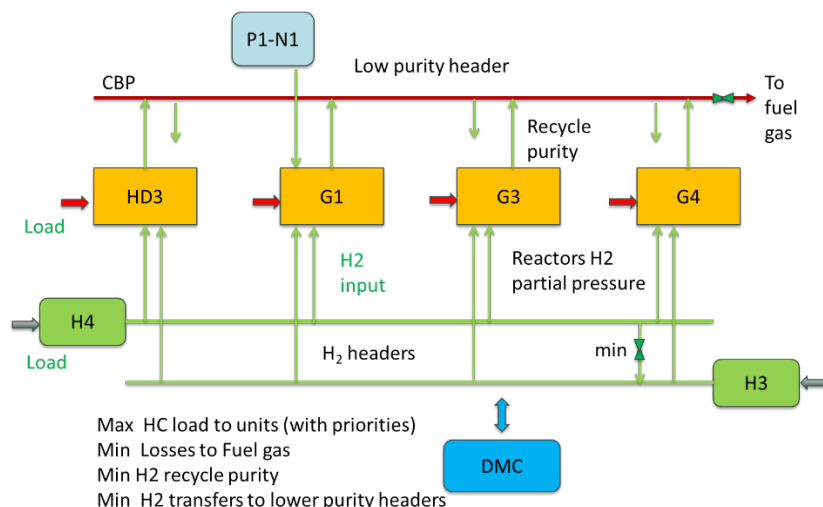 P1-N1
Low purity header
CBP
To
fuel
gas
Recycle
purity
HD3
G1
G3
G4
Load
H2
input
Reactors H2
partial pressure
H4
Load
H₂ headers
min
H3
Max HC load to units (with priorities)
Min Losses to Fuel gas
Min H2 recycle purity
Min H2 transfers to lower purity headers
DMC